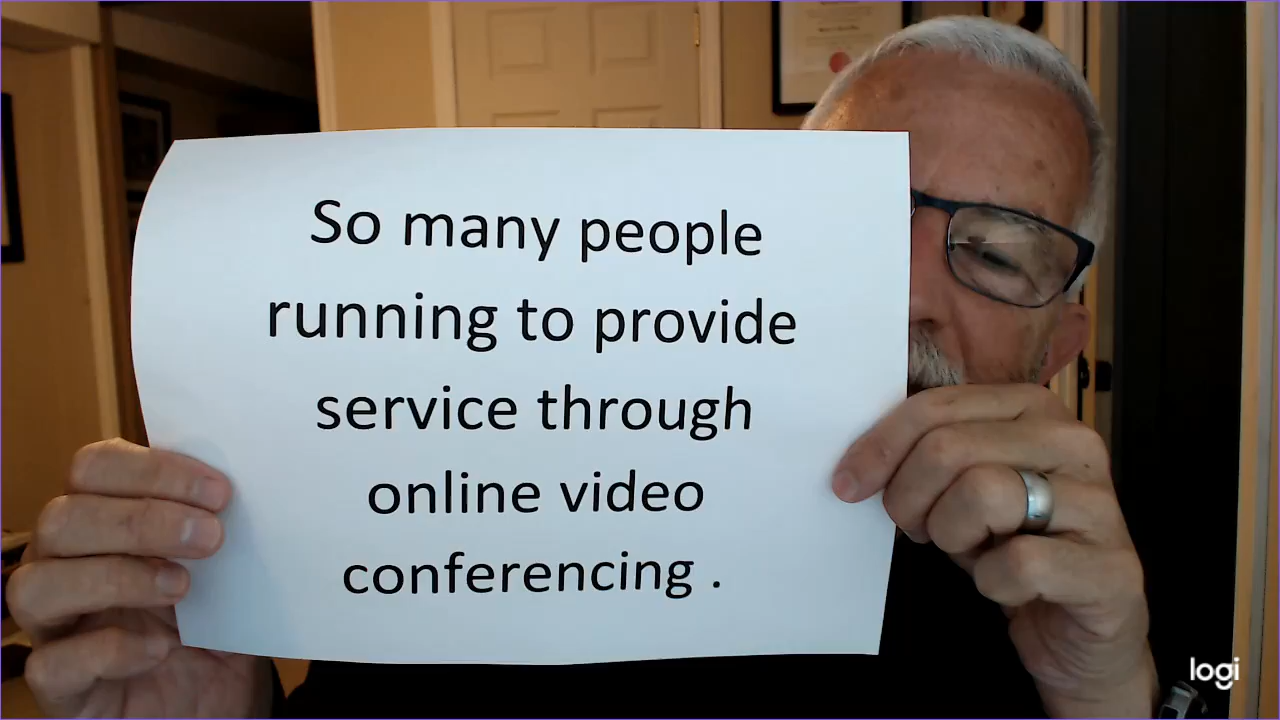 So many people
running to provide
service through
online video
conferencing .
logi